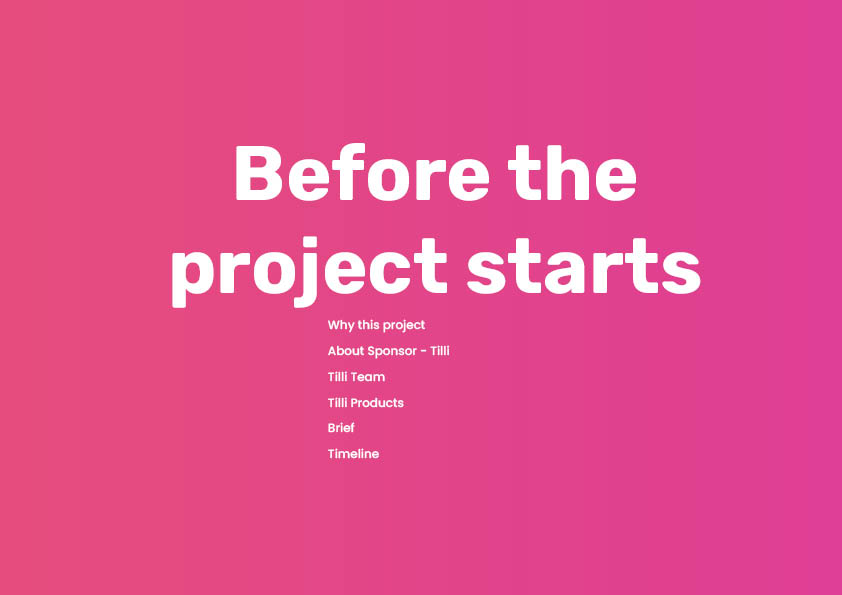 Before the
project starts
Why this project
About Sponsor - Tilli
Tilli Team
Tilli Products
Brief
Timeline